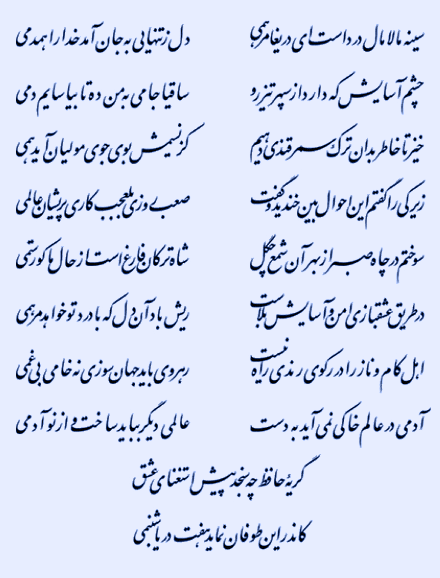 سینه مالامال درد است ای دریغا مرهمی دل ز تنهایی به جان آمد خدا را همدمی
چشم آسایش که دارد از سپهر تیزرو ساقیا جامی به من ده تا بیاسایم دمی
خیز تا خاطر بدان ترک سمرقندی دهیم کز نسیمش بوی جوی مولیان آید همی
زیرکی را گفتم این احوال بین خندید و گفت صعب روزی بوالعجب کاری پریشان عالمی
سوختم در چاه صبر از بهر آن شمع چگل شاه ترکان فارغ است از حال ما کو رستمی
در طریق عشقبازی امن و آسایش بلاست ریش باد آن دل که با درد تو خواهد مرهمی
اهل کام و ناز را در کوی رندی راه نیست رهروی باید جهان سوزی نه خامی بی‌غمی
آدمی در عالم خاکی نمی‌آید به دست عالمی دیگر بباید ساخت و از نو آدمی
گریهٔ حافظ چه سنجد پیش استغنای عشق
کاندر این طوفان نماید هفت دریا شبنمی